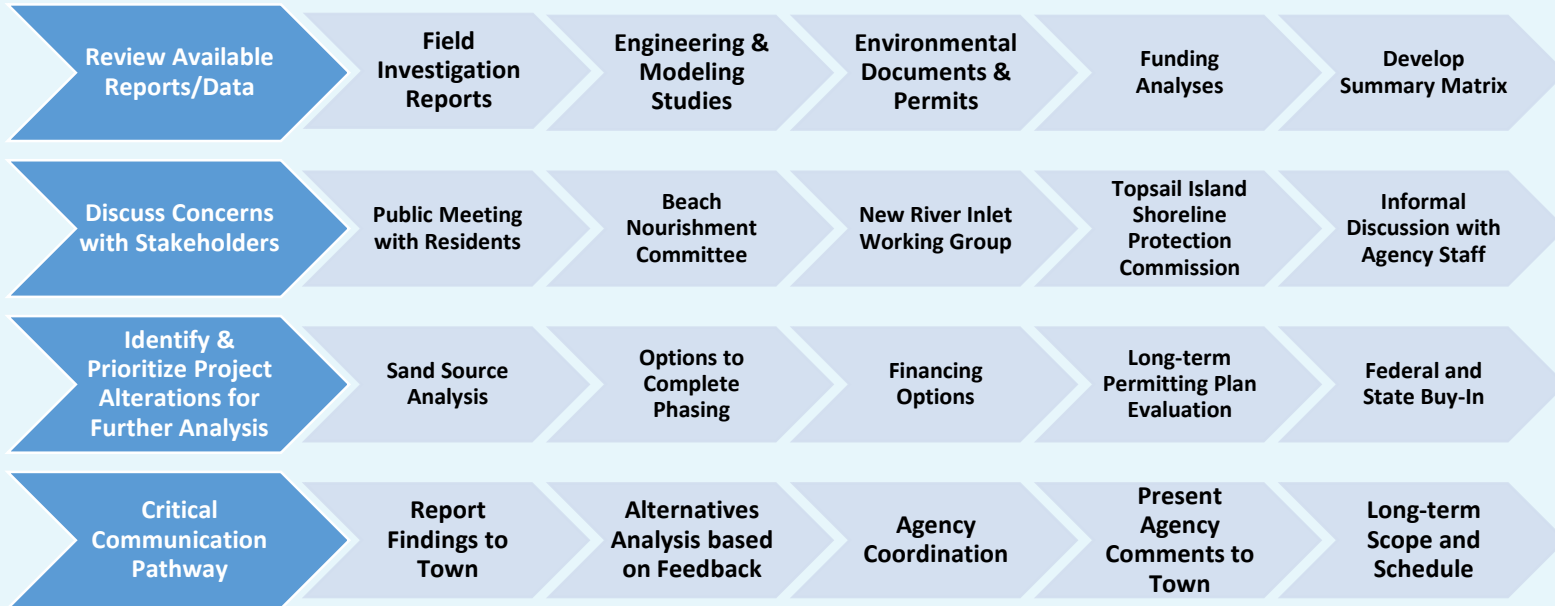 Review Available
Reports/Data
Field
Investigation
Reports
Engineering &
Modeling
Studies
Environmental
Documents &
Permits
Funding
Analyses
Develop
Summary Matrix
Discuss Concerns
with Stakeholders
Public Meeting
with Residents
Beach
Nourishment
Committee
New River Inlet
Working Group
Topsail Island
Shoreline
Protection
Commission
Informal
Discussion with
Agency Staff
Identify &
Prioritize Project
Alterations for
Further Analysis
Sand Source
Analysis
Options to
Complete
Phasing
Financing
Options
Long-term
Permitting Plan
Evaluation
Federal and
State Buy-In
Critical
Communication
Pathway
Report
Findings to
Town
Alternatives
Analysis based
on Feedback
Agency
Coordination
Present
Agency
Comments to
Town
Long-term
Scope and
Schedule